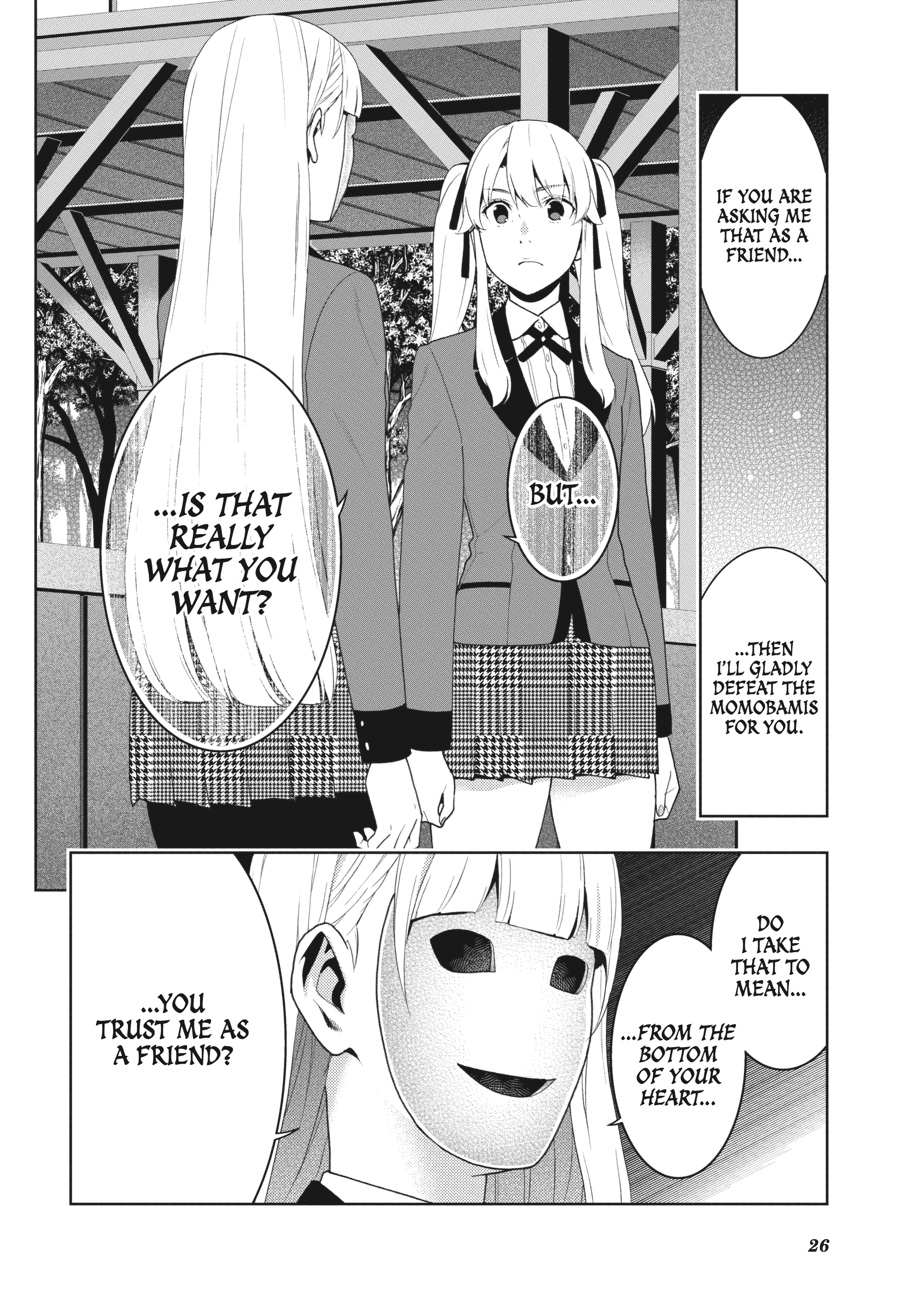 IF YOU ARE
ASKING ME
THAT AS A
FRIEND...
...THEN
I'LL GLADLY
DEFEAT THE
MOMOBAMIS
FOR YOU.
BUT...
...IS THAT
REALLY
WHAT YOU
WANT?
DO
I TAKE
THAT TO
MEAN...
...FROM THE
BOTTOM
OF YOUR
HEART...
...YOU
TRUST ME AS
A FRIEND?
26